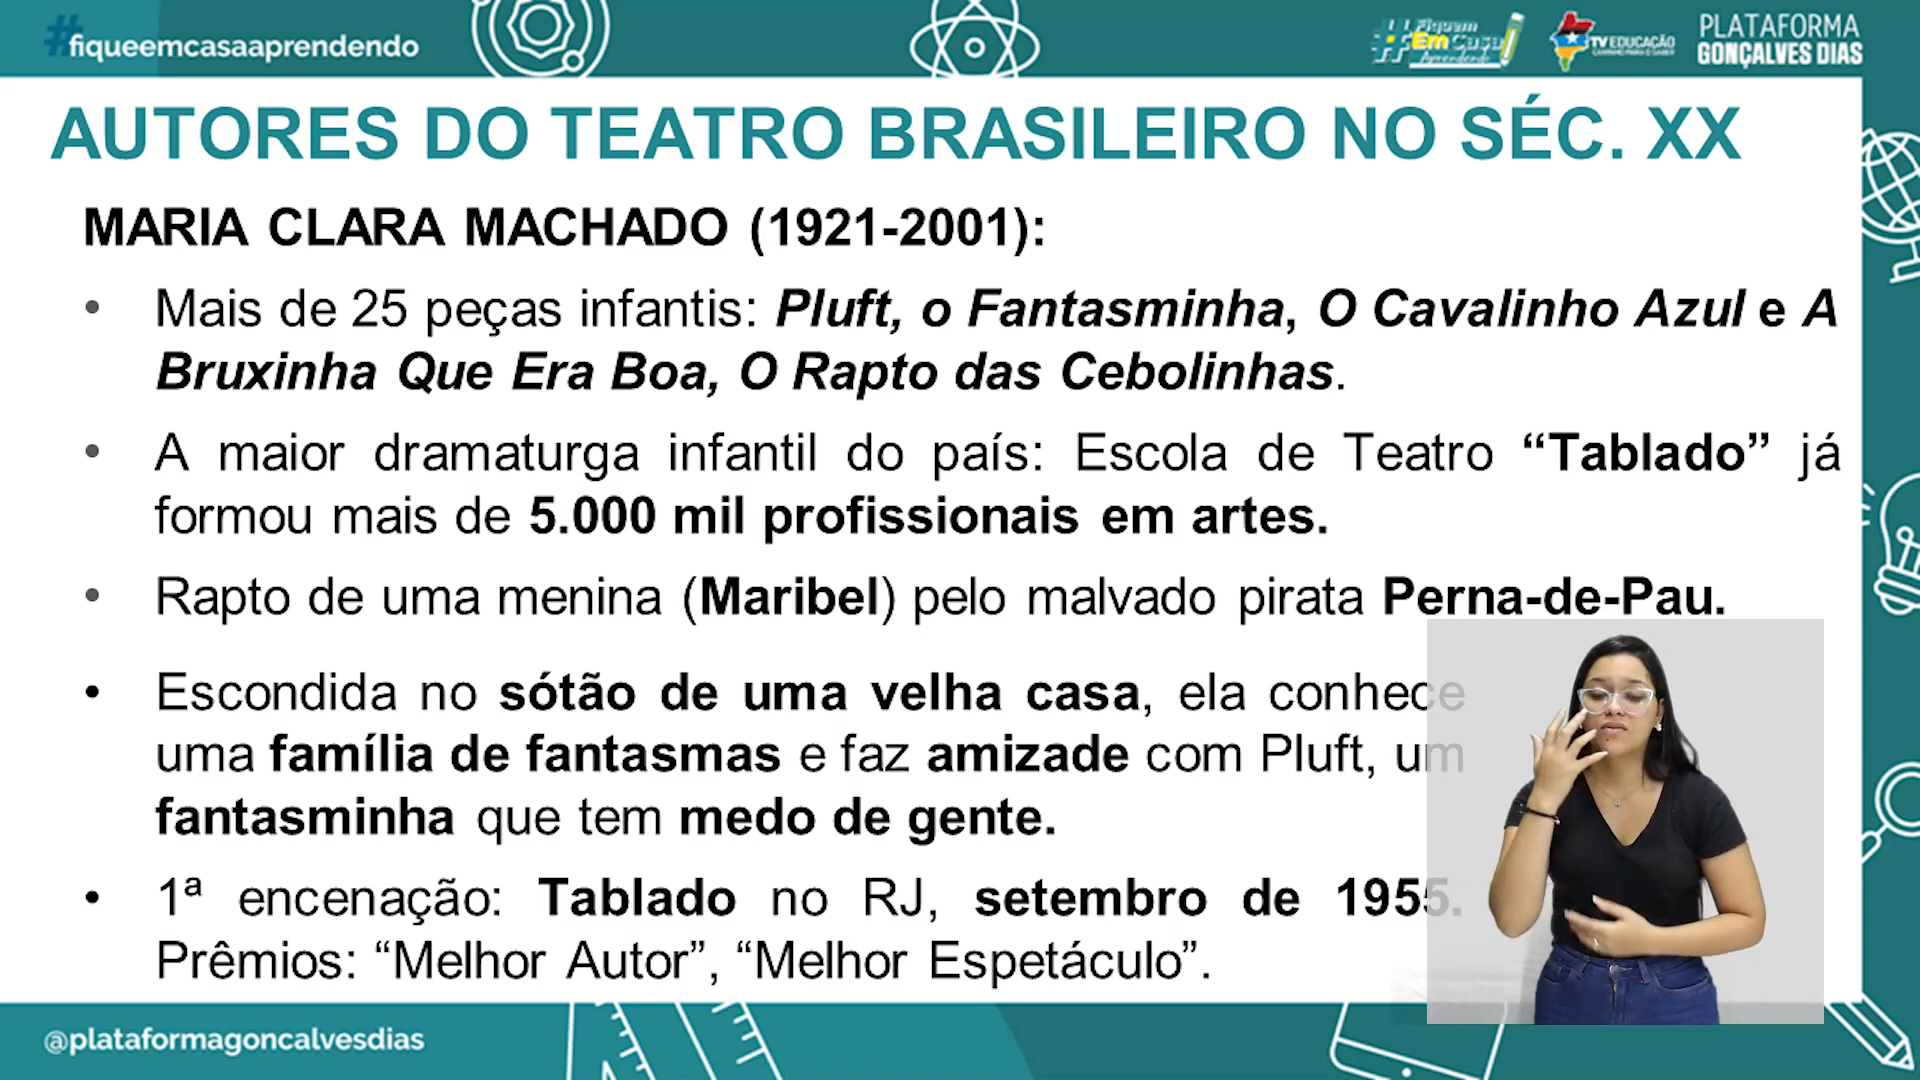 #fiqueemcasaaprendendo
#Fiquem
Em Casa
Aprendendo
TV EDUCAÇÃO
PLATAFORMA
GONÇALVES DIAS
AUTORES DO TEATRO BRASILEIRO NO SÉC. XX
MARIA CLARA MACHADO (1921-2001):
• Mais de 25 peças infantis: Pluft, o Fantasminha, O Cavalinho Azul e A
Bruxinha Que Era Boa, O Rapto das Cebolinhas.
• A maior dramaturga infantil do país: Escola de Teatro “Tablado” já
formou mais de 5.000 mil profissionais em artes.
• Rapto de uma menina (Maribel) pelo malvado pirata Perna-de-Pau.
• Escondida no sótão de uma velha casa, ela conhece
uma família de fantasmas e faz amizade com Pluft, um
fantasminha que tem medo de gente.
• 1ª encenação: Tablado no RJ, setembro de 1955.
Prêmios: “Melhor Autor”, “Melhor Espetáculo”.
@plataformagoncalvesdias